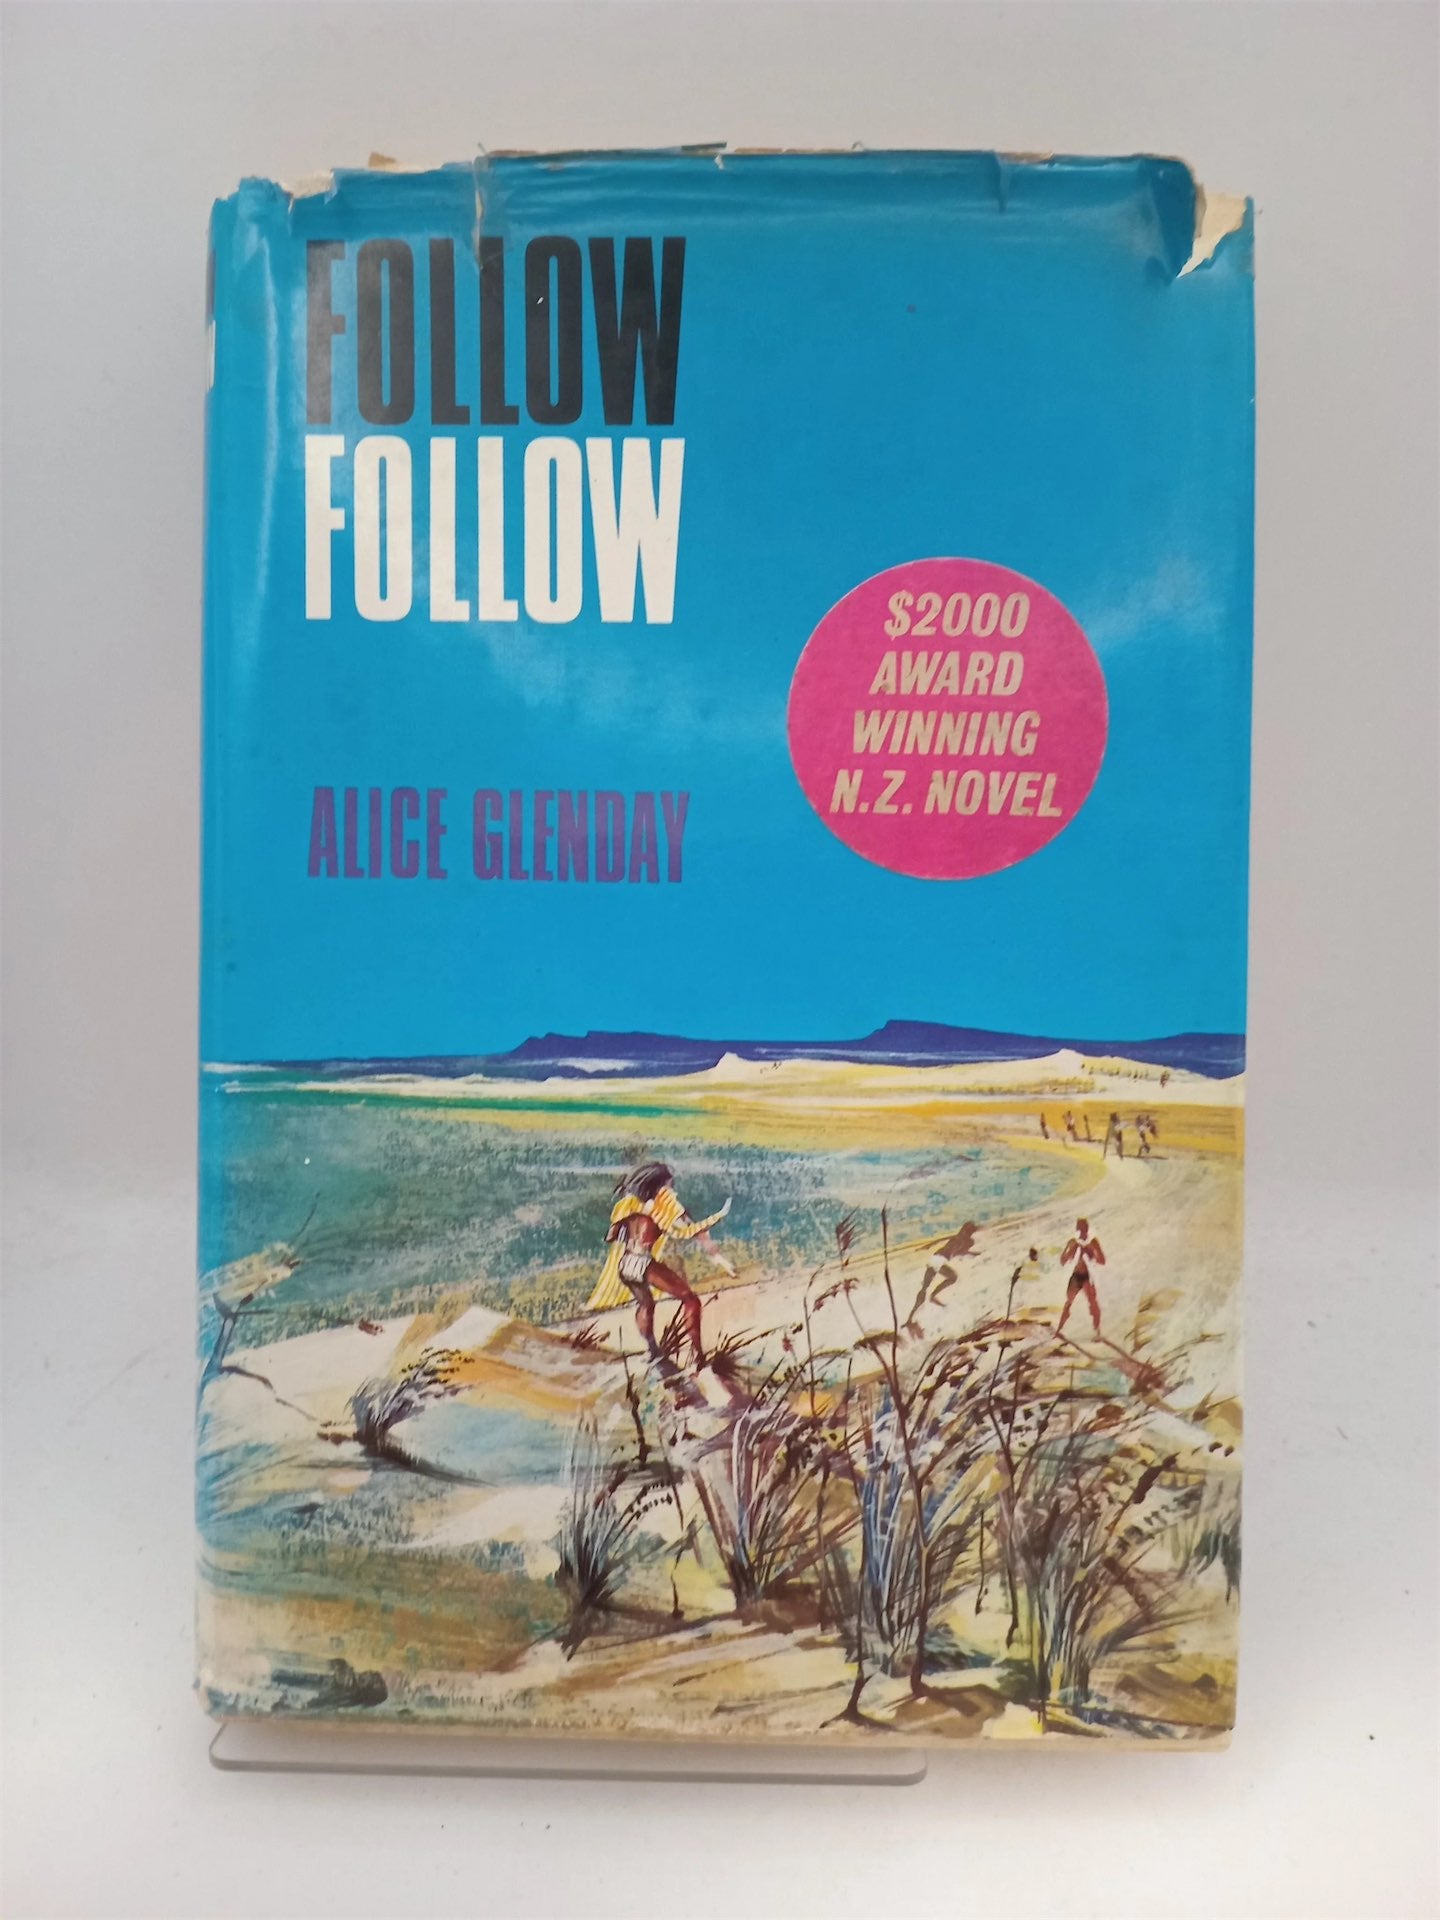 FOLLOW
FOLLOW
$2000
AWARD
WINNING
N.Z. NOVEL
ALICE GLENDAY